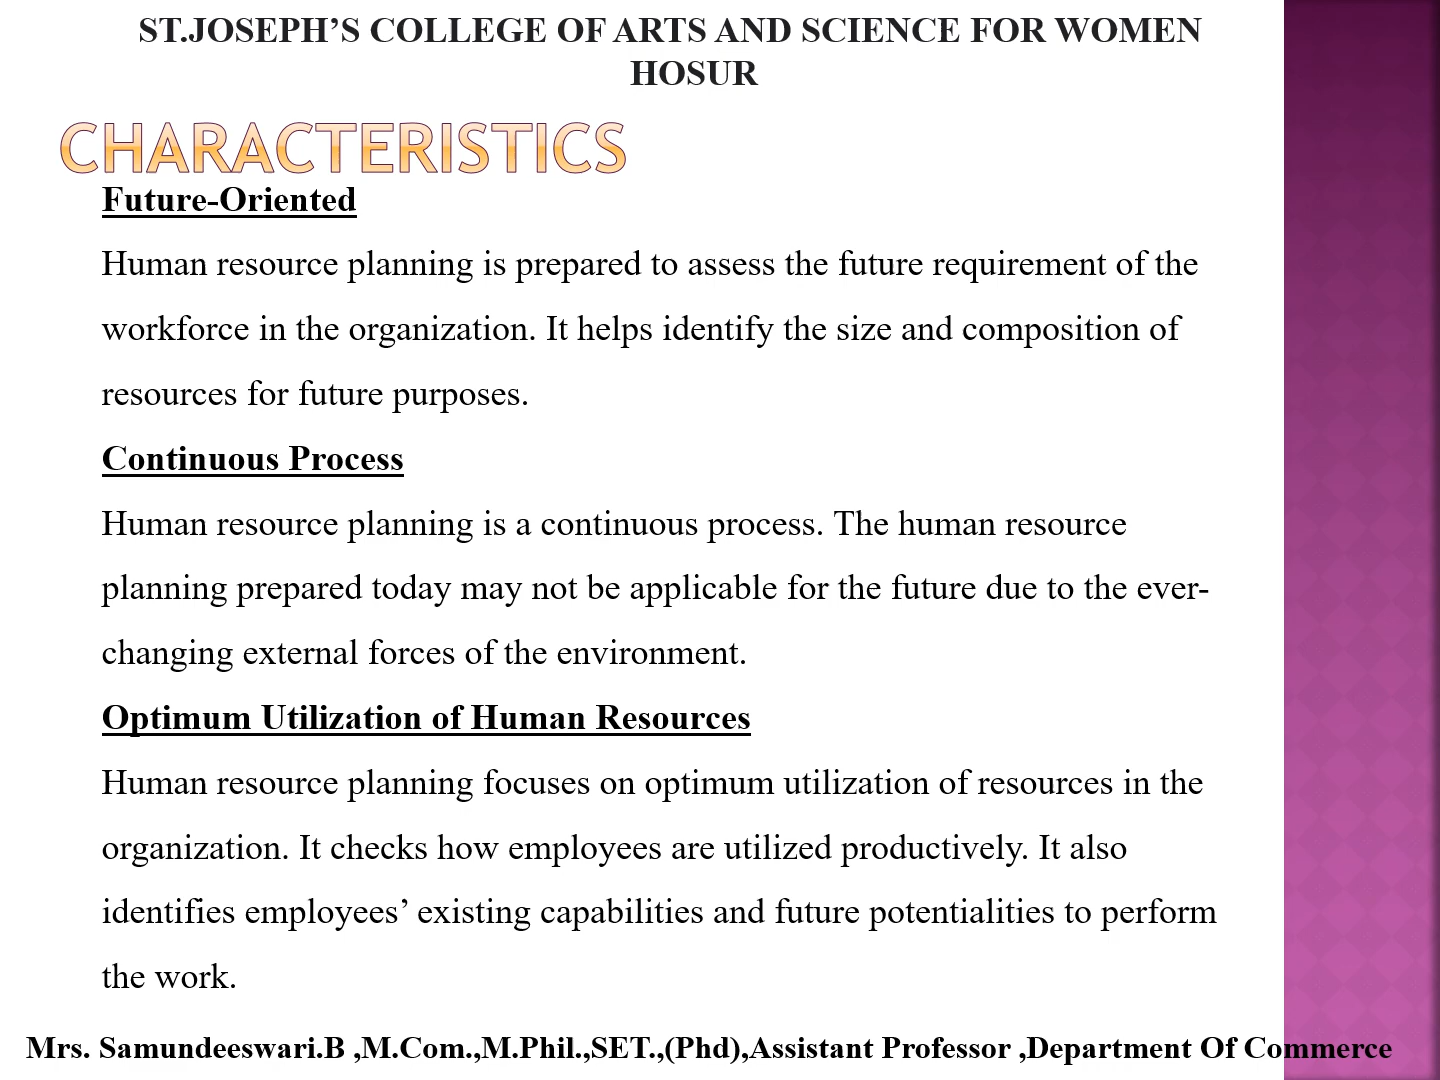 ST.JOSEPH’S COLLEGE OF ARTS AND SCIENCE FOR WOMEN
HOSUR
CHARACTERISTICS
Future-Oriented
Human resource planning is prepared to assess the future requirement of the
workforce in the organization. It helps identify the size and composition of
resources for future purposes.
Continuous Process
Human resource planning is a continuous process. The human resource
planning prepared today may not be applicable for the future due to the ever-
changing external forces of the environment.
Optimum Utilization of Human Resources
Human resource planning focuses on optimum utilization of resources in the
organization. It checks how employees are utilized productively. It also
identifies employees’ existing capabilities and future potentialities to perform
the work.
Mrs. Samundeeswari.B ,M.Com.,M.Phil.,SET.,(Phd),Assistant Professor ,Department Of Commerce